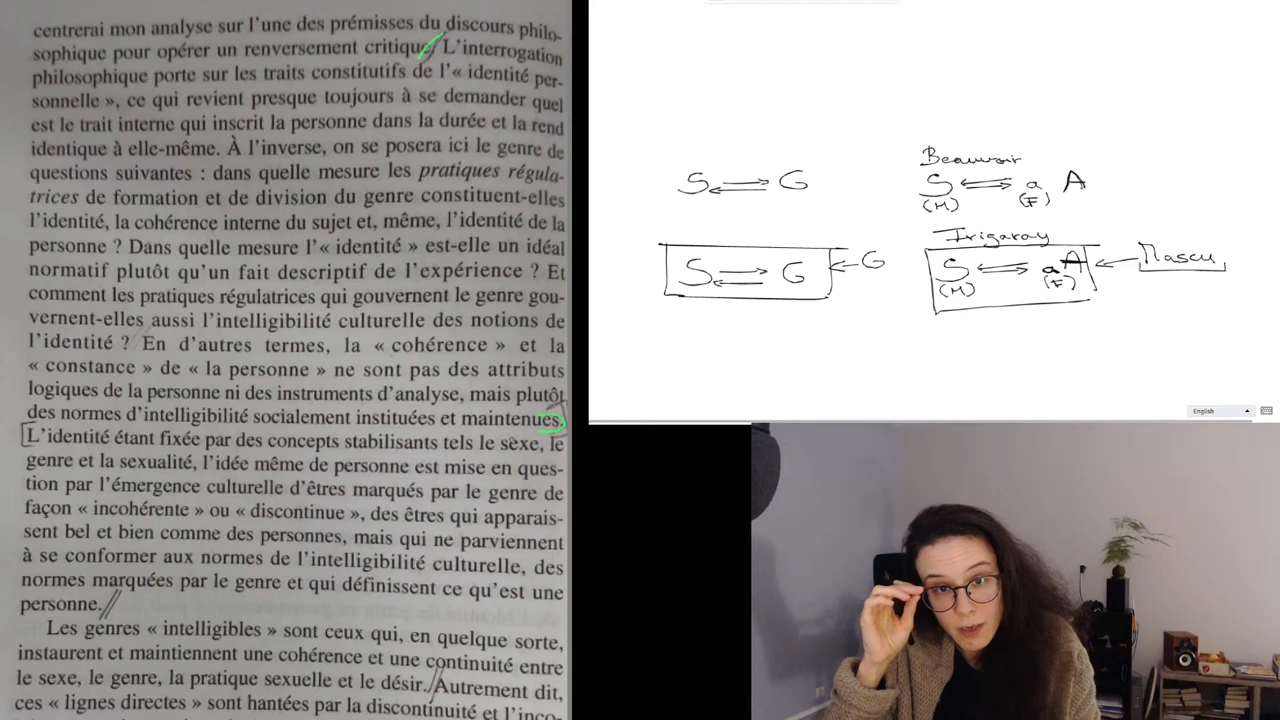 centrerai mon analyse sur l'une des prémisses du discours philo-
sophique pour opérer un renversement critique. L'interrogation
philosophique porte sur les traits constitutifs de l'« identité per-
sonnelle », ce qui revient presque toujours à se demander quel
est le trait interne qui inscrit la personne dans la durée et la rend
identique à elle-même. À l'inverse, on se posera ici le genre de
questions suivantes : dans quelle mesure les pratiques régula-
trices de formation et de division du genre constituent-elles
l'identité, la cohérence interne du sujet et, même, l'identité de la
personne ? Dans quelle mesure l'« identité » est-elle un idéal
normatif plutôt qu'un fait descriptif de l'expérience ? Et
comment les pratiques régulatrices qui gouvernent le genre gou-
vernent-elles aussi l'intelligibilité culturelle des notions de
l'identité ? En d'autres termes, la « cohérence » et la
« constance » de « la personne » ne sont pas des attributs
logiques de la personne ni des instruments d'analyse, mais plutôt
des normes d'intelligibilité socialement instituées et maintenues.
L'identité étant fixée par des concepts stabilisants tels le sexe, le
genre et la sexualité, l'idée même de personne est mise en ques-
tion par l'émergence culturelle d'êtres marqués par le genre de
façon « incohérente » ou « discontinue », des êtres qui apparais-
sent bel et bien comme des personnes, mais qui ne parviennent
à se conformer aux normes de l'intelligibilité culturelle, des
normes marquées par le genre et qui définissent ce qu'est une
personne.
Les genres « intelligibles » sont ceux qui, en quelque sorte,
instaurent et maintiennent une cohérence et une continuité entre
le sexe, le genre, la pratique sexuelle et le désir. Autrement dit,
ces « lignes directes » sont hantées par la discontinuité et l'inco-
S G
Beauvoir
S a A
(M) (F)
S G G
Irigaray
S a A Mascu
(M) (F)
English